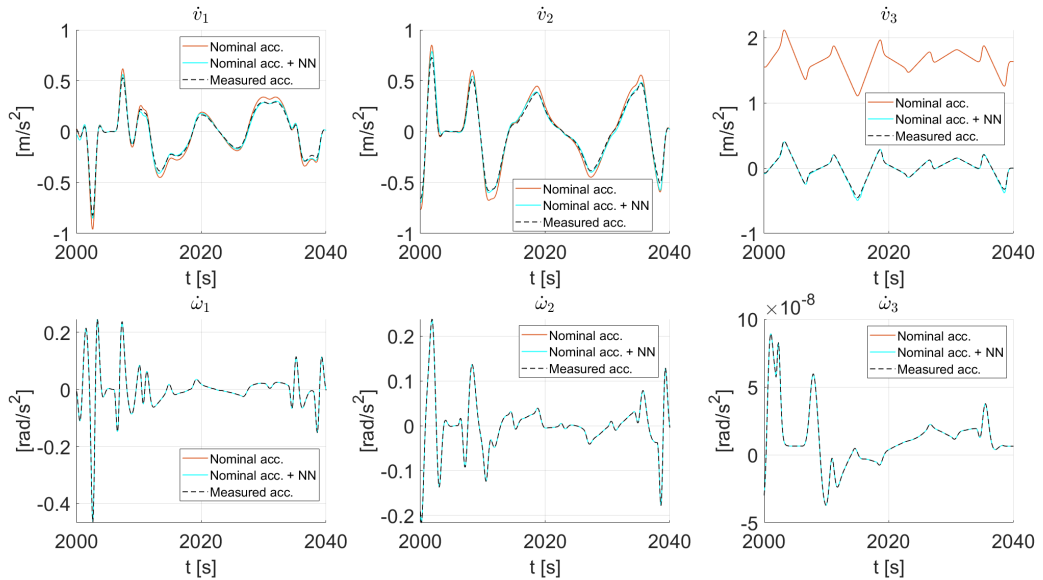 v̇₁
1
0.5
0
-0.5
-1
[m/s²]
Nominal acc.
Nominal acc. + NN
Measured acc.
2000 2020 2040
t [s]
v̇₂
1
0.5
0
-0.5
-1
[m/s²]
Nominal acc.
Nominal acc. + NN
Measured acc.
2000 2020 2040
t [s]
v̇₃
2
1
0
-1
[m/s²]
Nominal acc.
Nominal acc. + NN
Measured acc.
2000 2020 2040
t [s]
ω̇₁
0.2
0
-0.2
-0.4
[rad/s²]
Nominal acc.
Nominal acc. + NN
Measured acc.
2000 2020 2040
t [s]
ω̇₂
0.2
0.1
0
-0.1
-0.2
[rad/s²]
Nominal acc.
Nominal acc. + NN
Measured acc.
2000 2020 2040
t [s]
ω̇₃
×10⁻⁸
10
5
0
-5
[rad/s²]
Nominal acc.
Nominal acc. + NN
Measured acc.
2000 2020 2040
t [s]